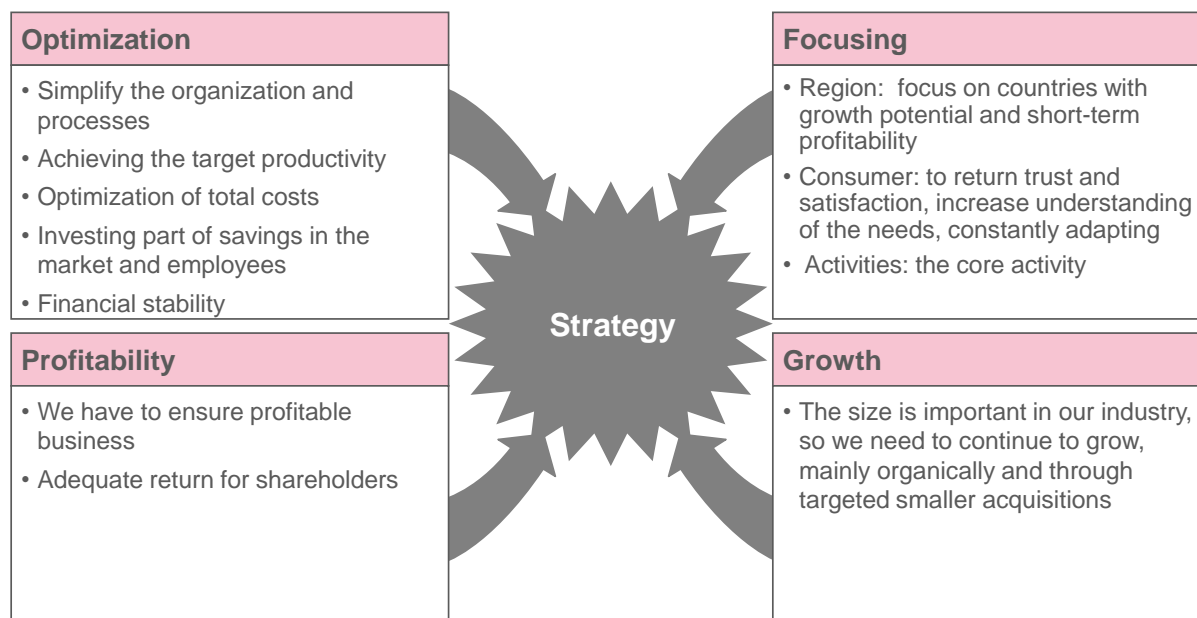 Optimization
• Simplify the organization and
processes
• Achieving the target productivity
• Optimization of total costs
• Investing part of savings in the
market and employees
• Financial stability
Focusing
• Region:  focus on countries with
growth potential and short-term
profitability
• Consumer: to return trust and
satisfaction, increase understanding
of the needs, constantly adapting
• Activities: the core activity
Strategy
Profitability
• We have to ensure profitable
business
• Adequate return for shareholders
Growth
• The size is important in our industry,
so we need to continue to grow,
mainly organically and through
targeted smaller acquisitions